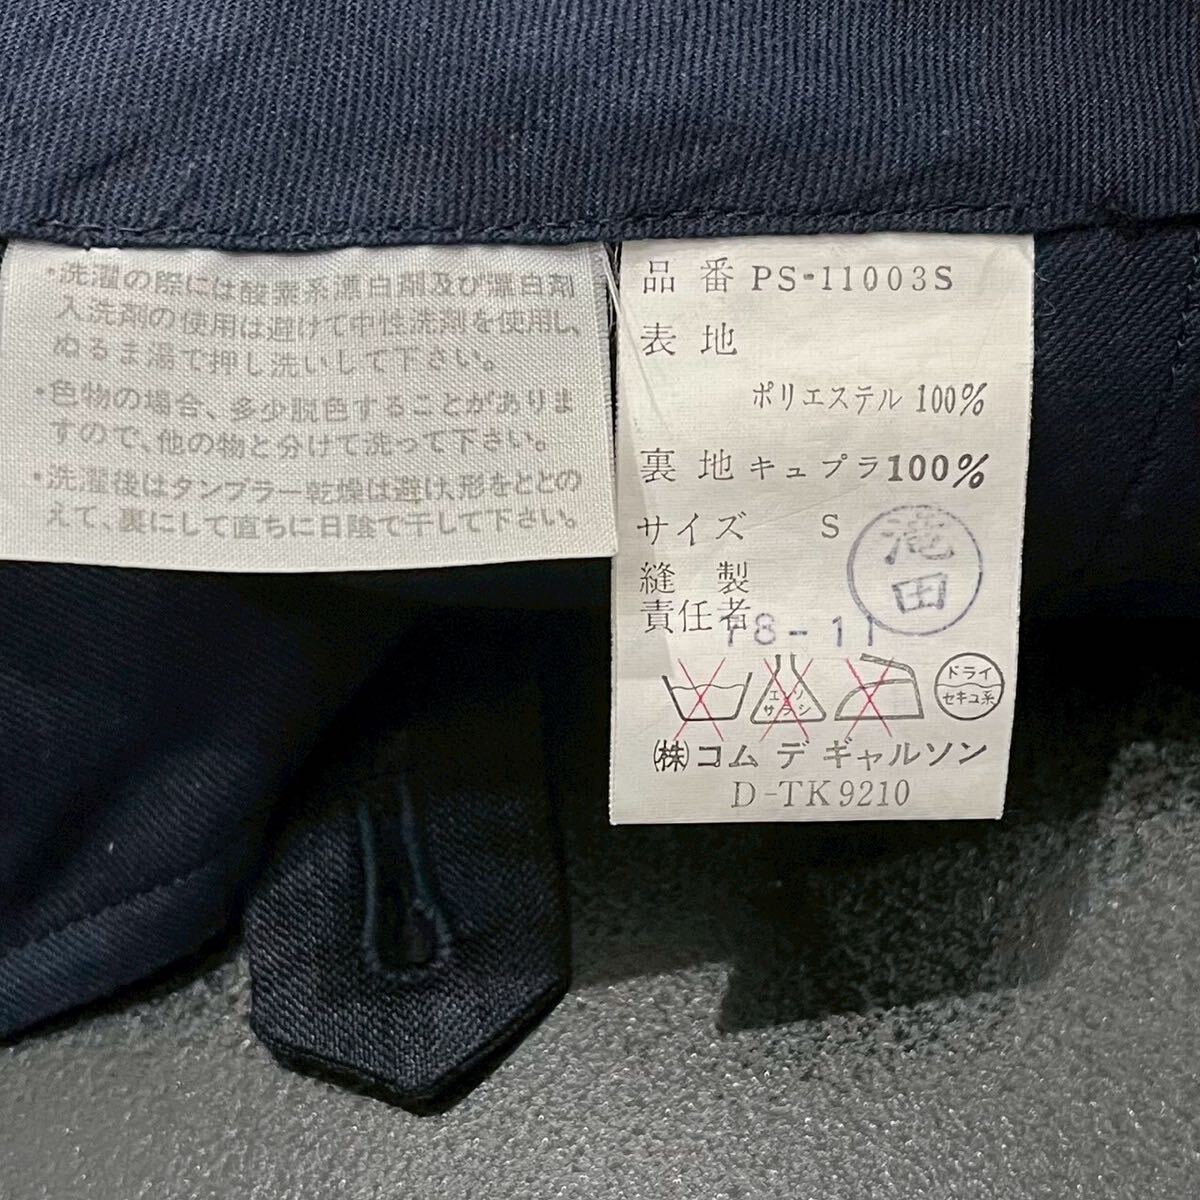 ・洗濯の際には酸素系漂白剤及び漂白剤
入洗剤の使用は避けて中性洗剤を使用し、
ぬるま湯で押し洗いして下さい。
・色物の場合、多少脱色することがありま
すので、他の物と分けて洗って下さい。
・洗濯後はタンブラー乾燥は避け、形をととの
えて、裏にして直ちに日陰で干して下さい。
品番 PS-11003S
表地
ポリエステル 100%
裏地 キュプラ 100%
サイズ S
縫製
責任者
滝田
78-11
エンソ
サラシ
ドライ
セキユ系
㈱コム デ ギャルソン
D-TK9210